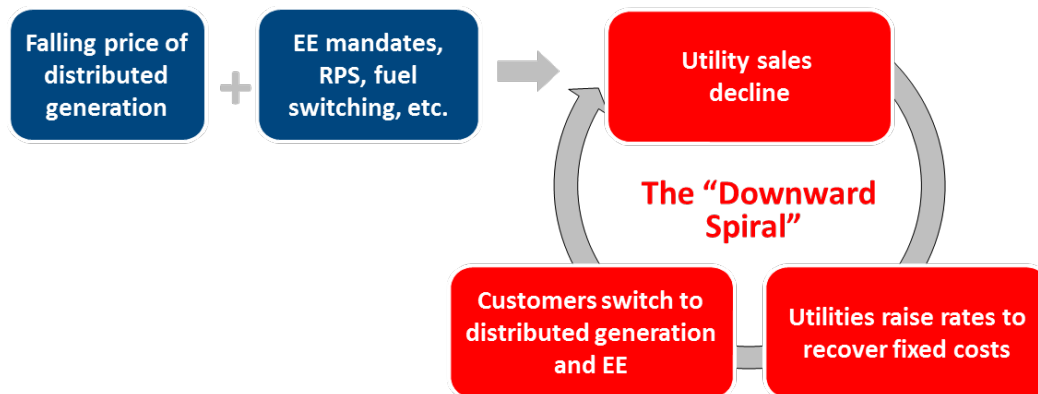 Falling price of
distributed
generation
+
EE mandates,
RPS, fuel
switching, etc.
Utility sales
decline
The “Downward
Spiral”
Customers switch to
distributed generation
and EE
Utilities raise rates to
recover fixed costs